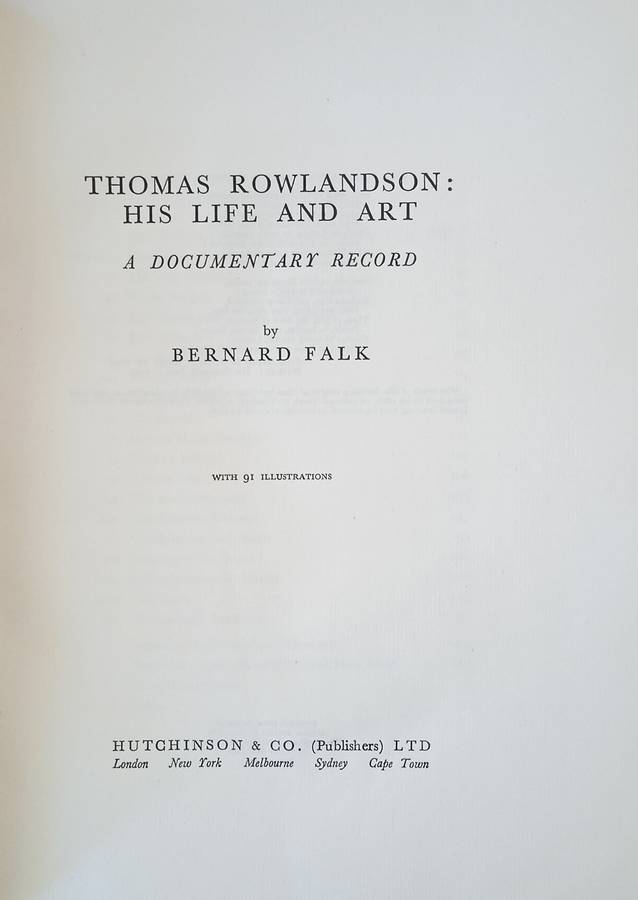 THOMAS ROWLANDSON:
HIS LIFE AND ART
A DOCUMENTARY RECORD
by
BERNARD FALK
WITH 91 ILLUSTRATIONS
HUTCHINSON & CO. (Publishers) LTD
London New York Melbourne Sydney Cape Town